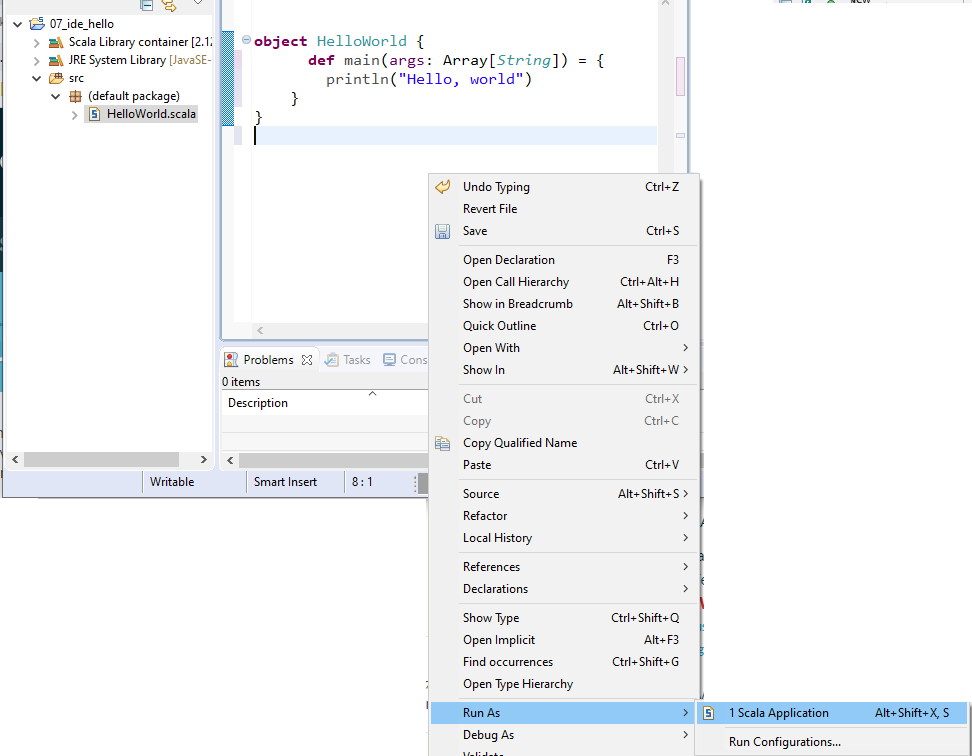 07_ide_hello
Scala Library container [2.12
JRE System Library [JavaSE-
src
(default package)
HelloWorld.scala
object HelloWorld {
def main(args: Array[String]) = {
println("Hello, world")
}
}
Problems Tasks Cons
0 items
Description
Writable Smart Insert 8 : 1
Undo Typing Ctrl+Z
Revert File
Save Ctrl+S
Open Declaration F3
Open Call Hierarchy Ctrl+Alt+H
Show in Breadcrumb Alt+Shift+B
Quick Outline Ctrl+O
Open With
Show In Alt+Shift+W
Cut Ctrl+X
Copy Ctrl+C
Copy Qualified Name
Paste Ctrl+V
Source Alt+Shift+S
Refactor
Local History
References
Declarations
Show Type Ctrl+Shift+Q
Open Implicit Alt+F3
Find occurrences Ctrl+Shift+G
Open Type Hierarchy
Run As
1 Scala Application Alt+Shift+X, S
Debug As
Run Configurations...
Validate